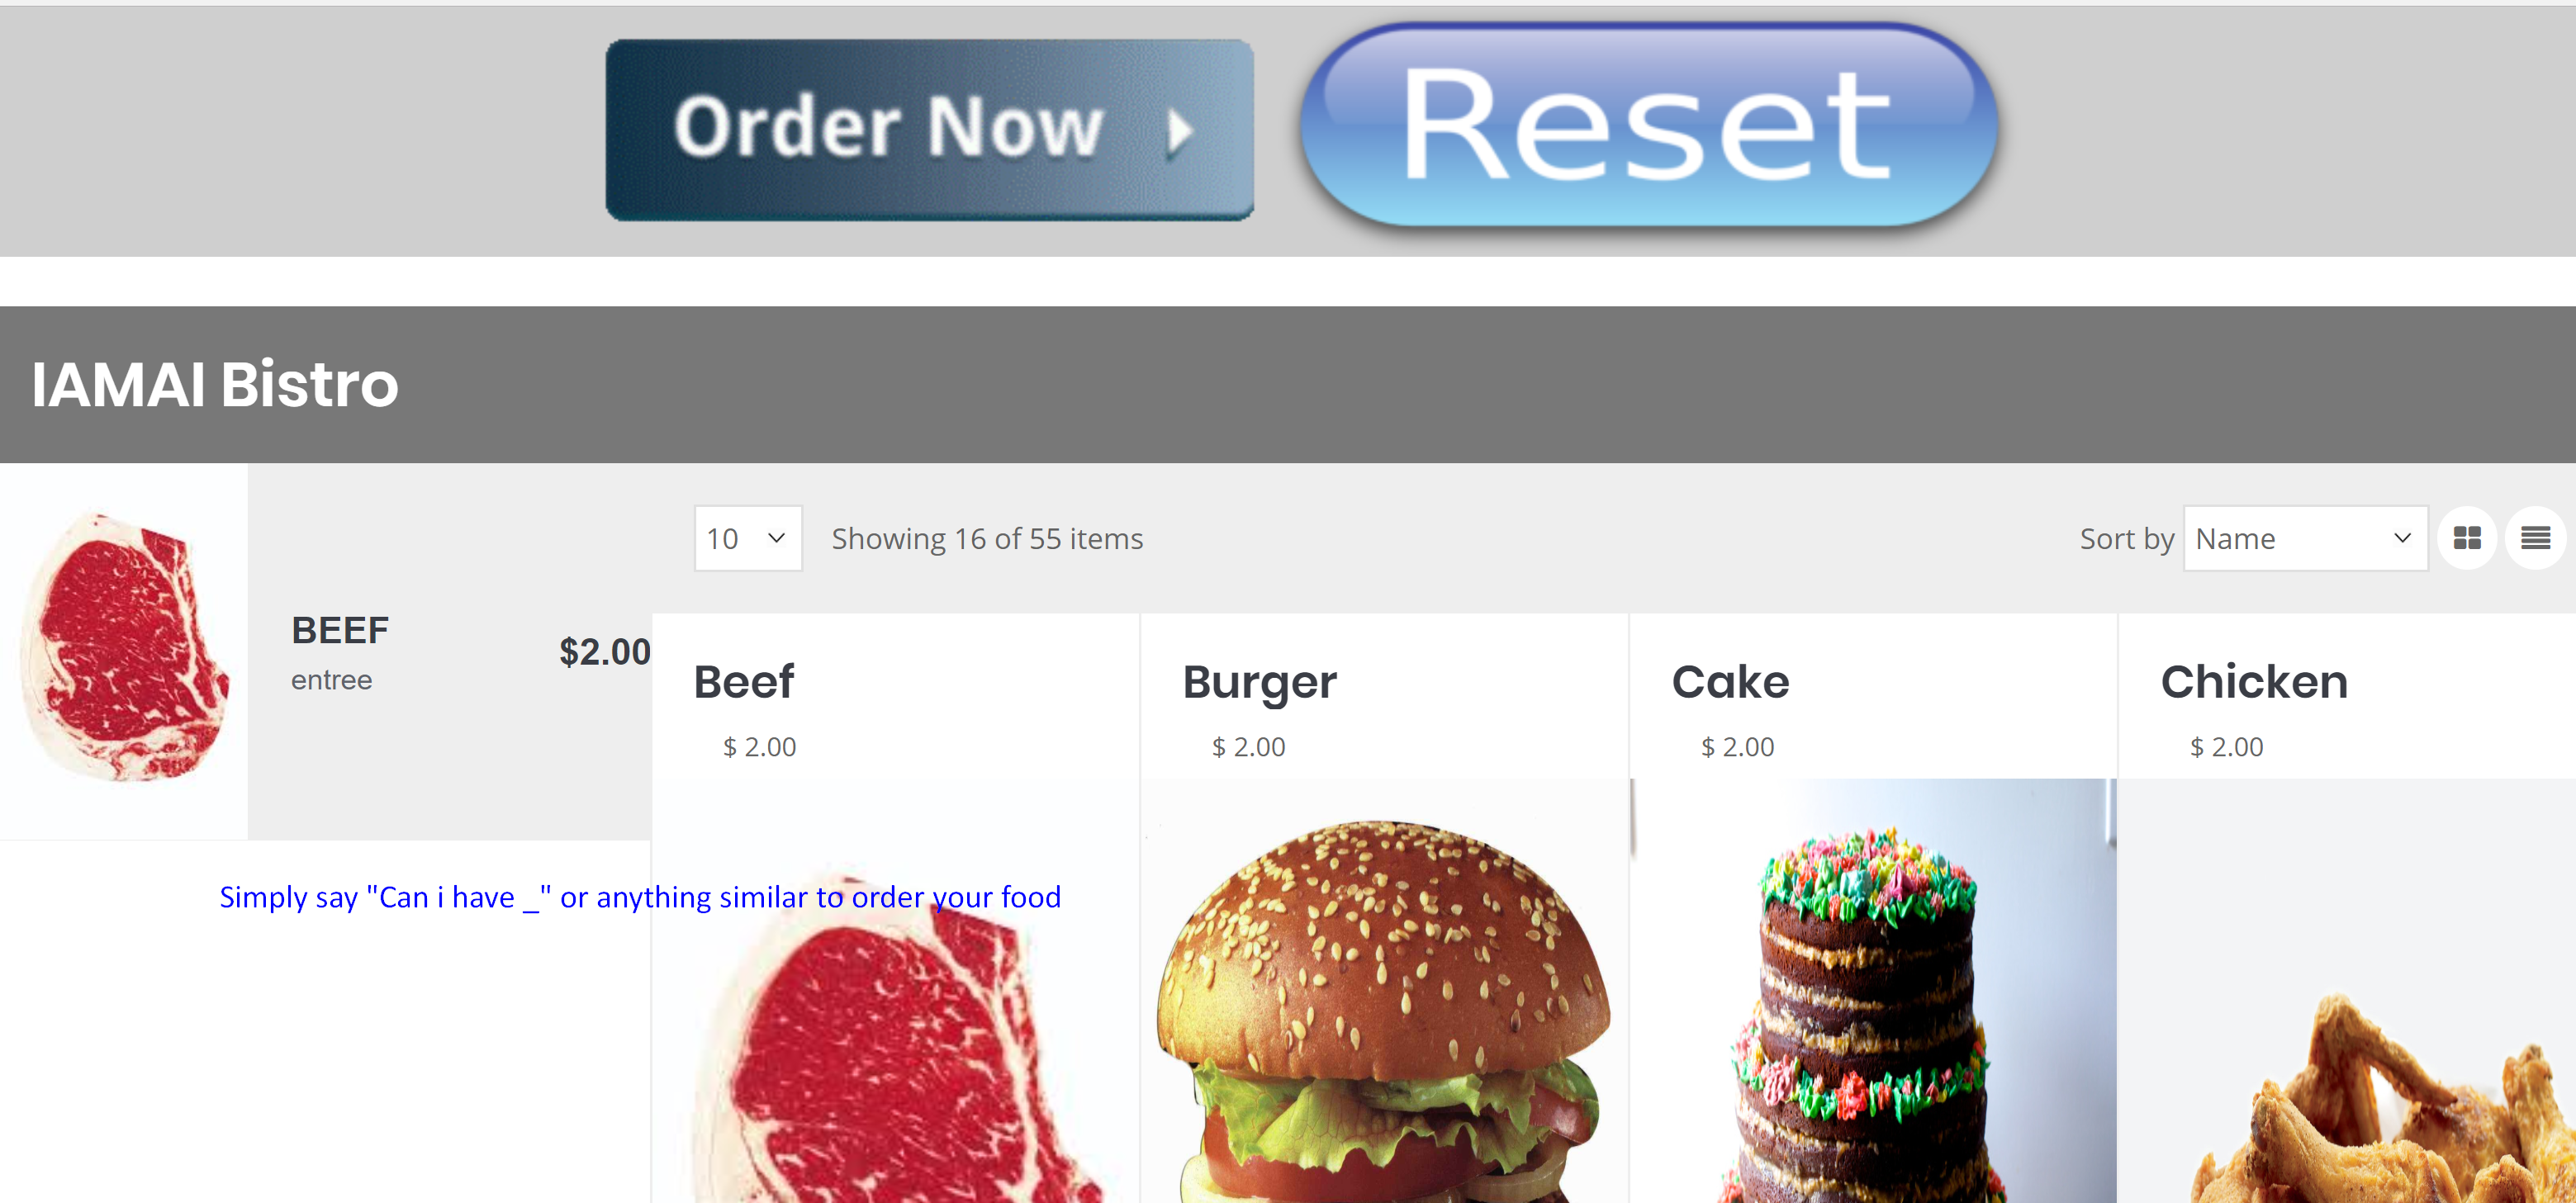 Order Now
Reset
IAMAI Bistro
10
Showing 16 of 55 items
Sort by
Name
BEEF
entree
$2.00
Beef
$ 2.00
Burger
$ 2.00
Cake
$ 2.00
Chicken
$ 2.00
Simply say "Can i have _" or anything similar to order your food